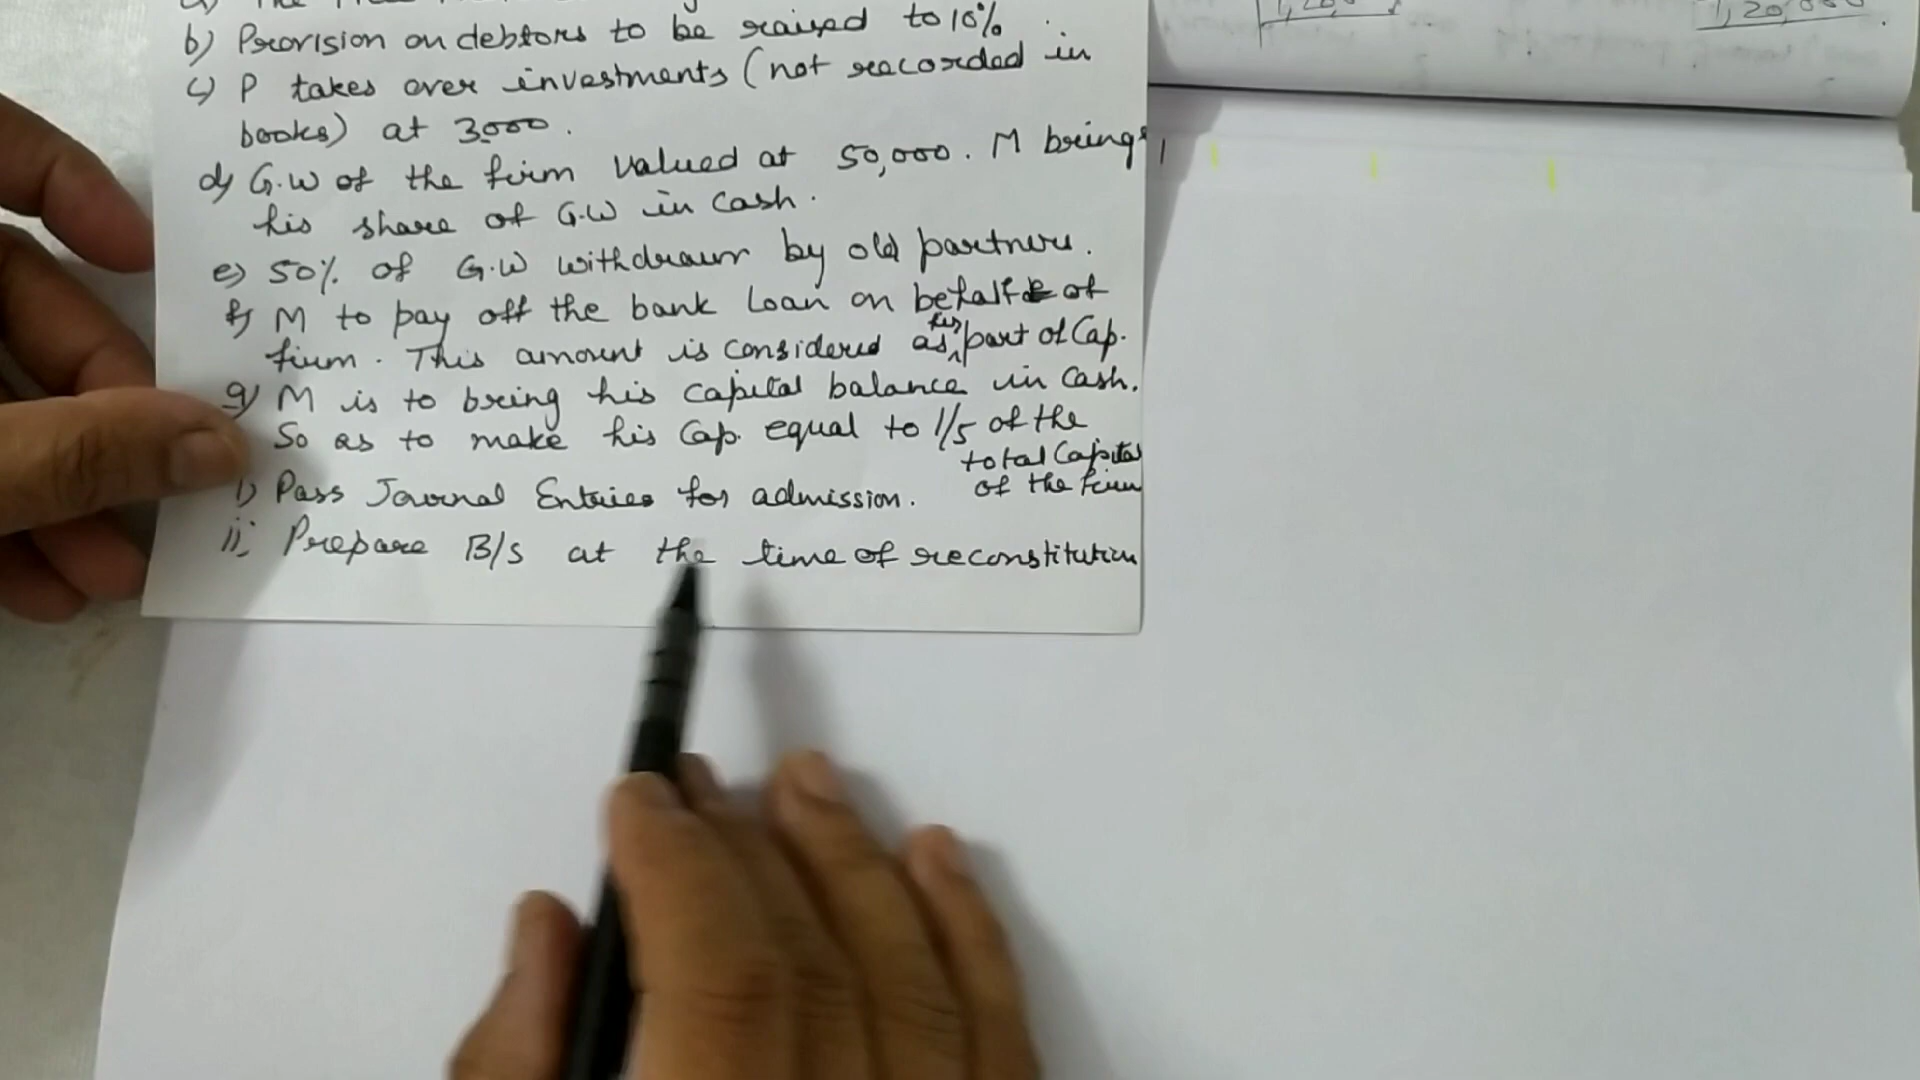 b) Provision on debtors to be raised to 10% .
c) P takes over investments (not recorded in
books) at 3000.
d) G.W of the firm valued at 50,000. M brings
his share of G.W in cash.
e) 50% of G.W withdrawn by old partners.
f) M to pay off the bank loan on behalf of
firm. This amount is considered as his part of Cap.
g) M is to bring his capital balance in cash.
So as to make his Cap. equal to 1/5 of the
total Capital
of the firm
i) Pass Journal Entries for admission.
ii) Prepare B/S at the time of reconstitution
1,20,000